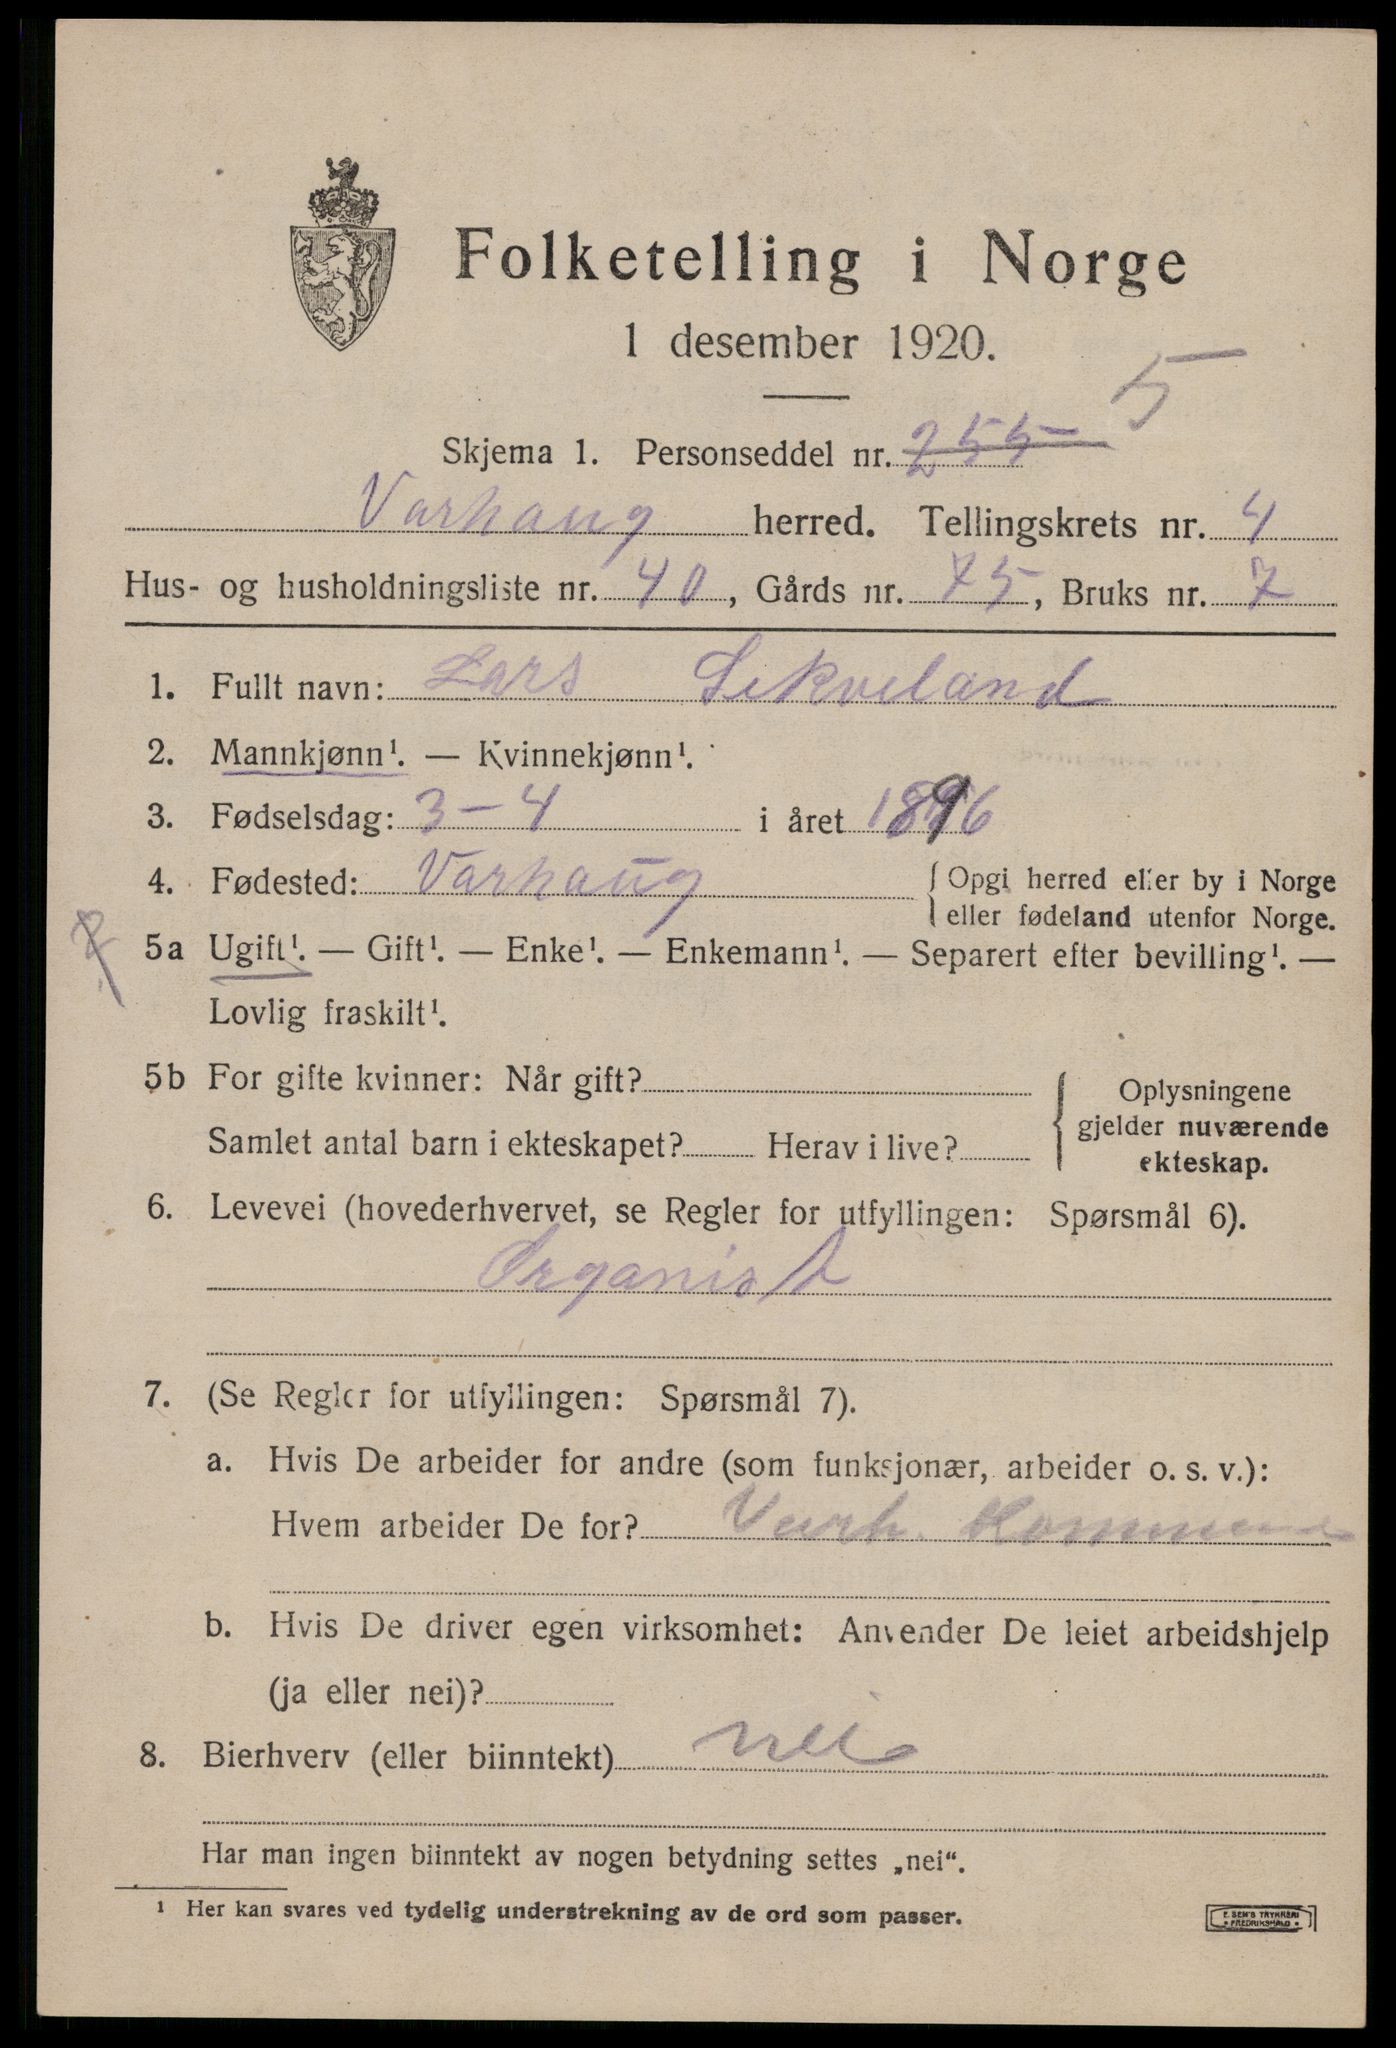 Folketelling i Norge
1 desember 1920.
5
Skjema 1. Personseddel nr. 255
Varhaug herred. Tellingskrets nr. 4
Hus- og husholdningsliste nr. 40, Gårds nr. 75, Bruks nr. 7
1. Fullt navn: Lars Sekveland
2. Mannkjønn¹. — Kvinnekjønn¹.
3. Fødselsdag: 3-4 i året 1896
4. Fødested: Varhaug { Opgi herred eller by i Norge
eller fødeland utenfor Norge.
5a Ugift¹. — Gift¹. — Enke¹. — Enkemann¹. — Separert efter bevilling¹. —
Lovlig fraskilt¹.
5b For gifte kvinner: Når gift?
Samlet antal barn i ekteskapet? Herav i live?
{ Oplysningene
gjelder nuværende
ekteskap.
6. Levevei (hovederhvervet, se Regler for utfyllingen: Spørsmål 6).
Organist
7. (Se Regler for utfyllingen: Spørsmål 7).
a. Hvis De arbeider for andre (som funksjonær, arbeider o. s. v.):
Hvem arbeider De for? Varh. Kommune
b. Hvis De driver egen virksomhet: Anvender De leiet arbeidshjelp
(ja eller nei)?
8. Bierhverv (eller biinntekt) nei
Har man ingen biinntekt av nogen betydning settes „nei“.
¹ Her kan svares ved tydelig understrekning av de ord som passer.
E. SEM'S TRYKKERI
FREDRIKSHALD